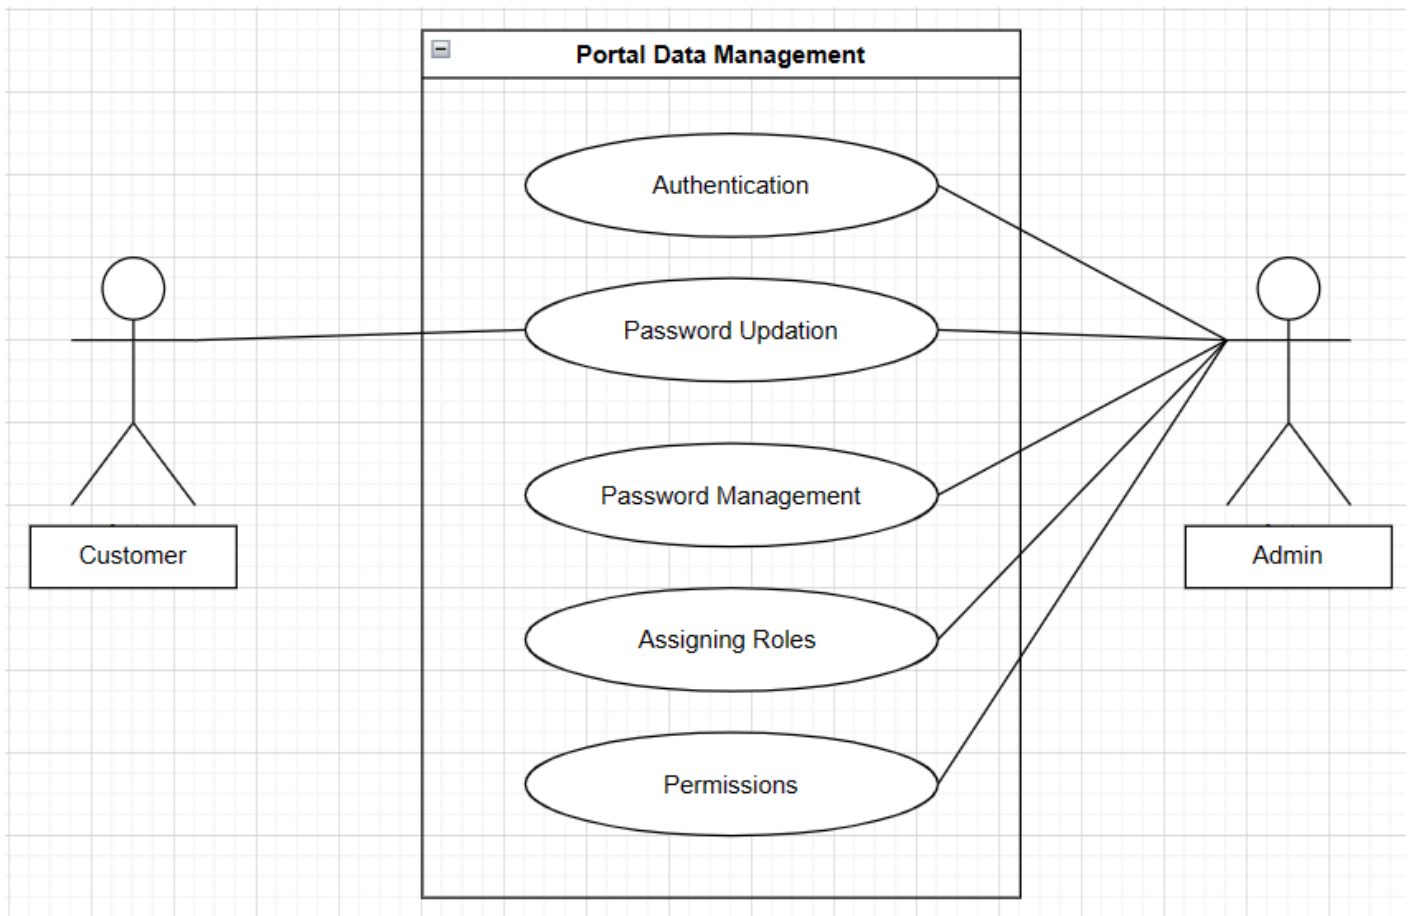 Portal Data Management
Authentication
Password Updation
Password Management
Assigning Roles
Permissions
Customer
Admin